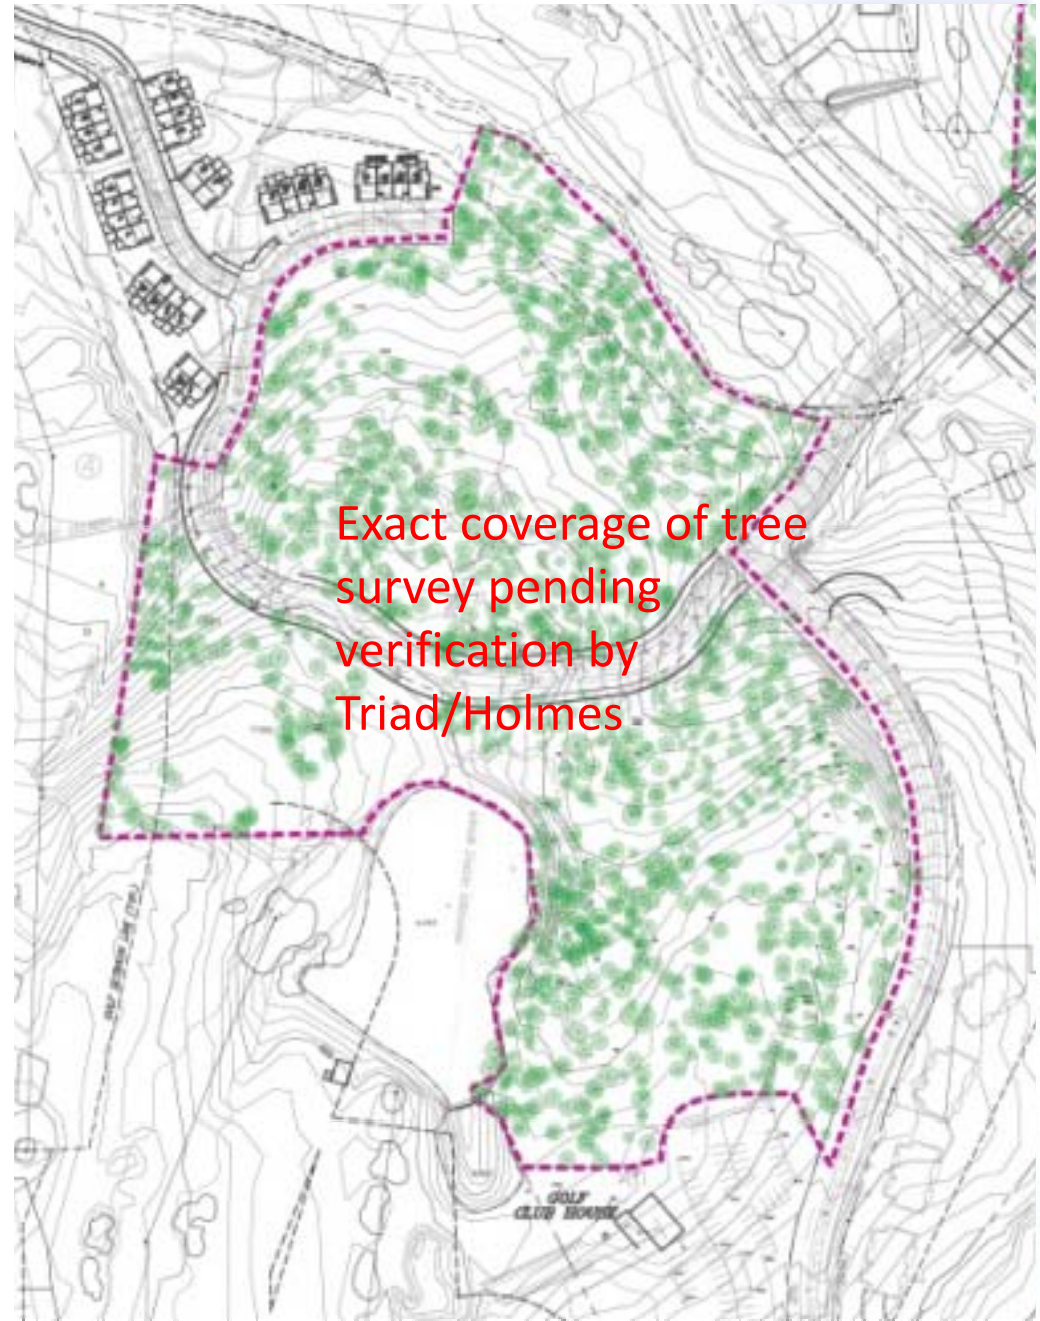 Exact coverage of tree
survey pending
verification by
Triad/Holmes
GOLF
CLUB HOUSE